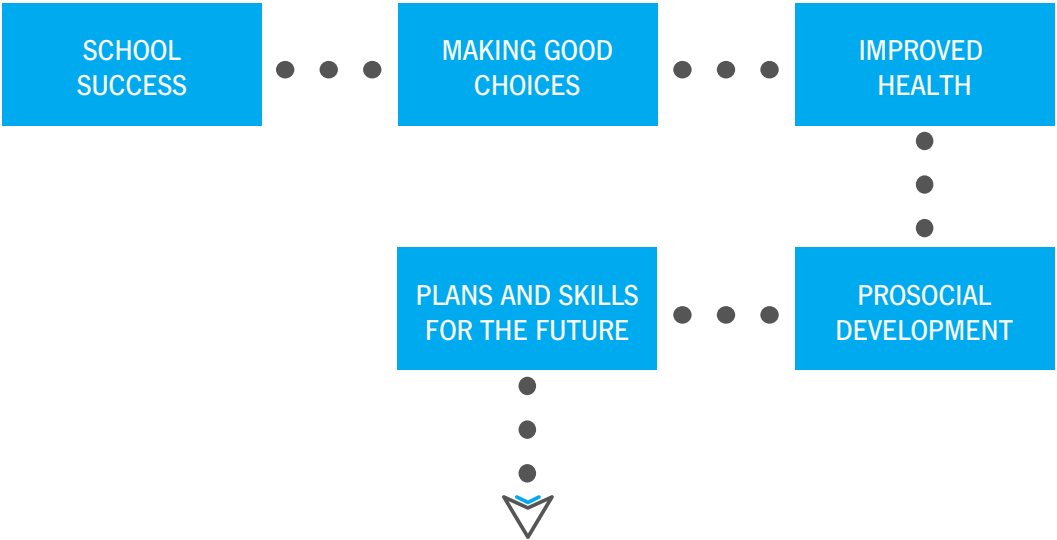 SCHOOL
SUCCESS
MAKING GOOD
CHOICES
IMPROVED
HEALTH
PROSOCIAL
DEVELOPMENT
PLANS AND SKILLS
FOR THE FUTURE